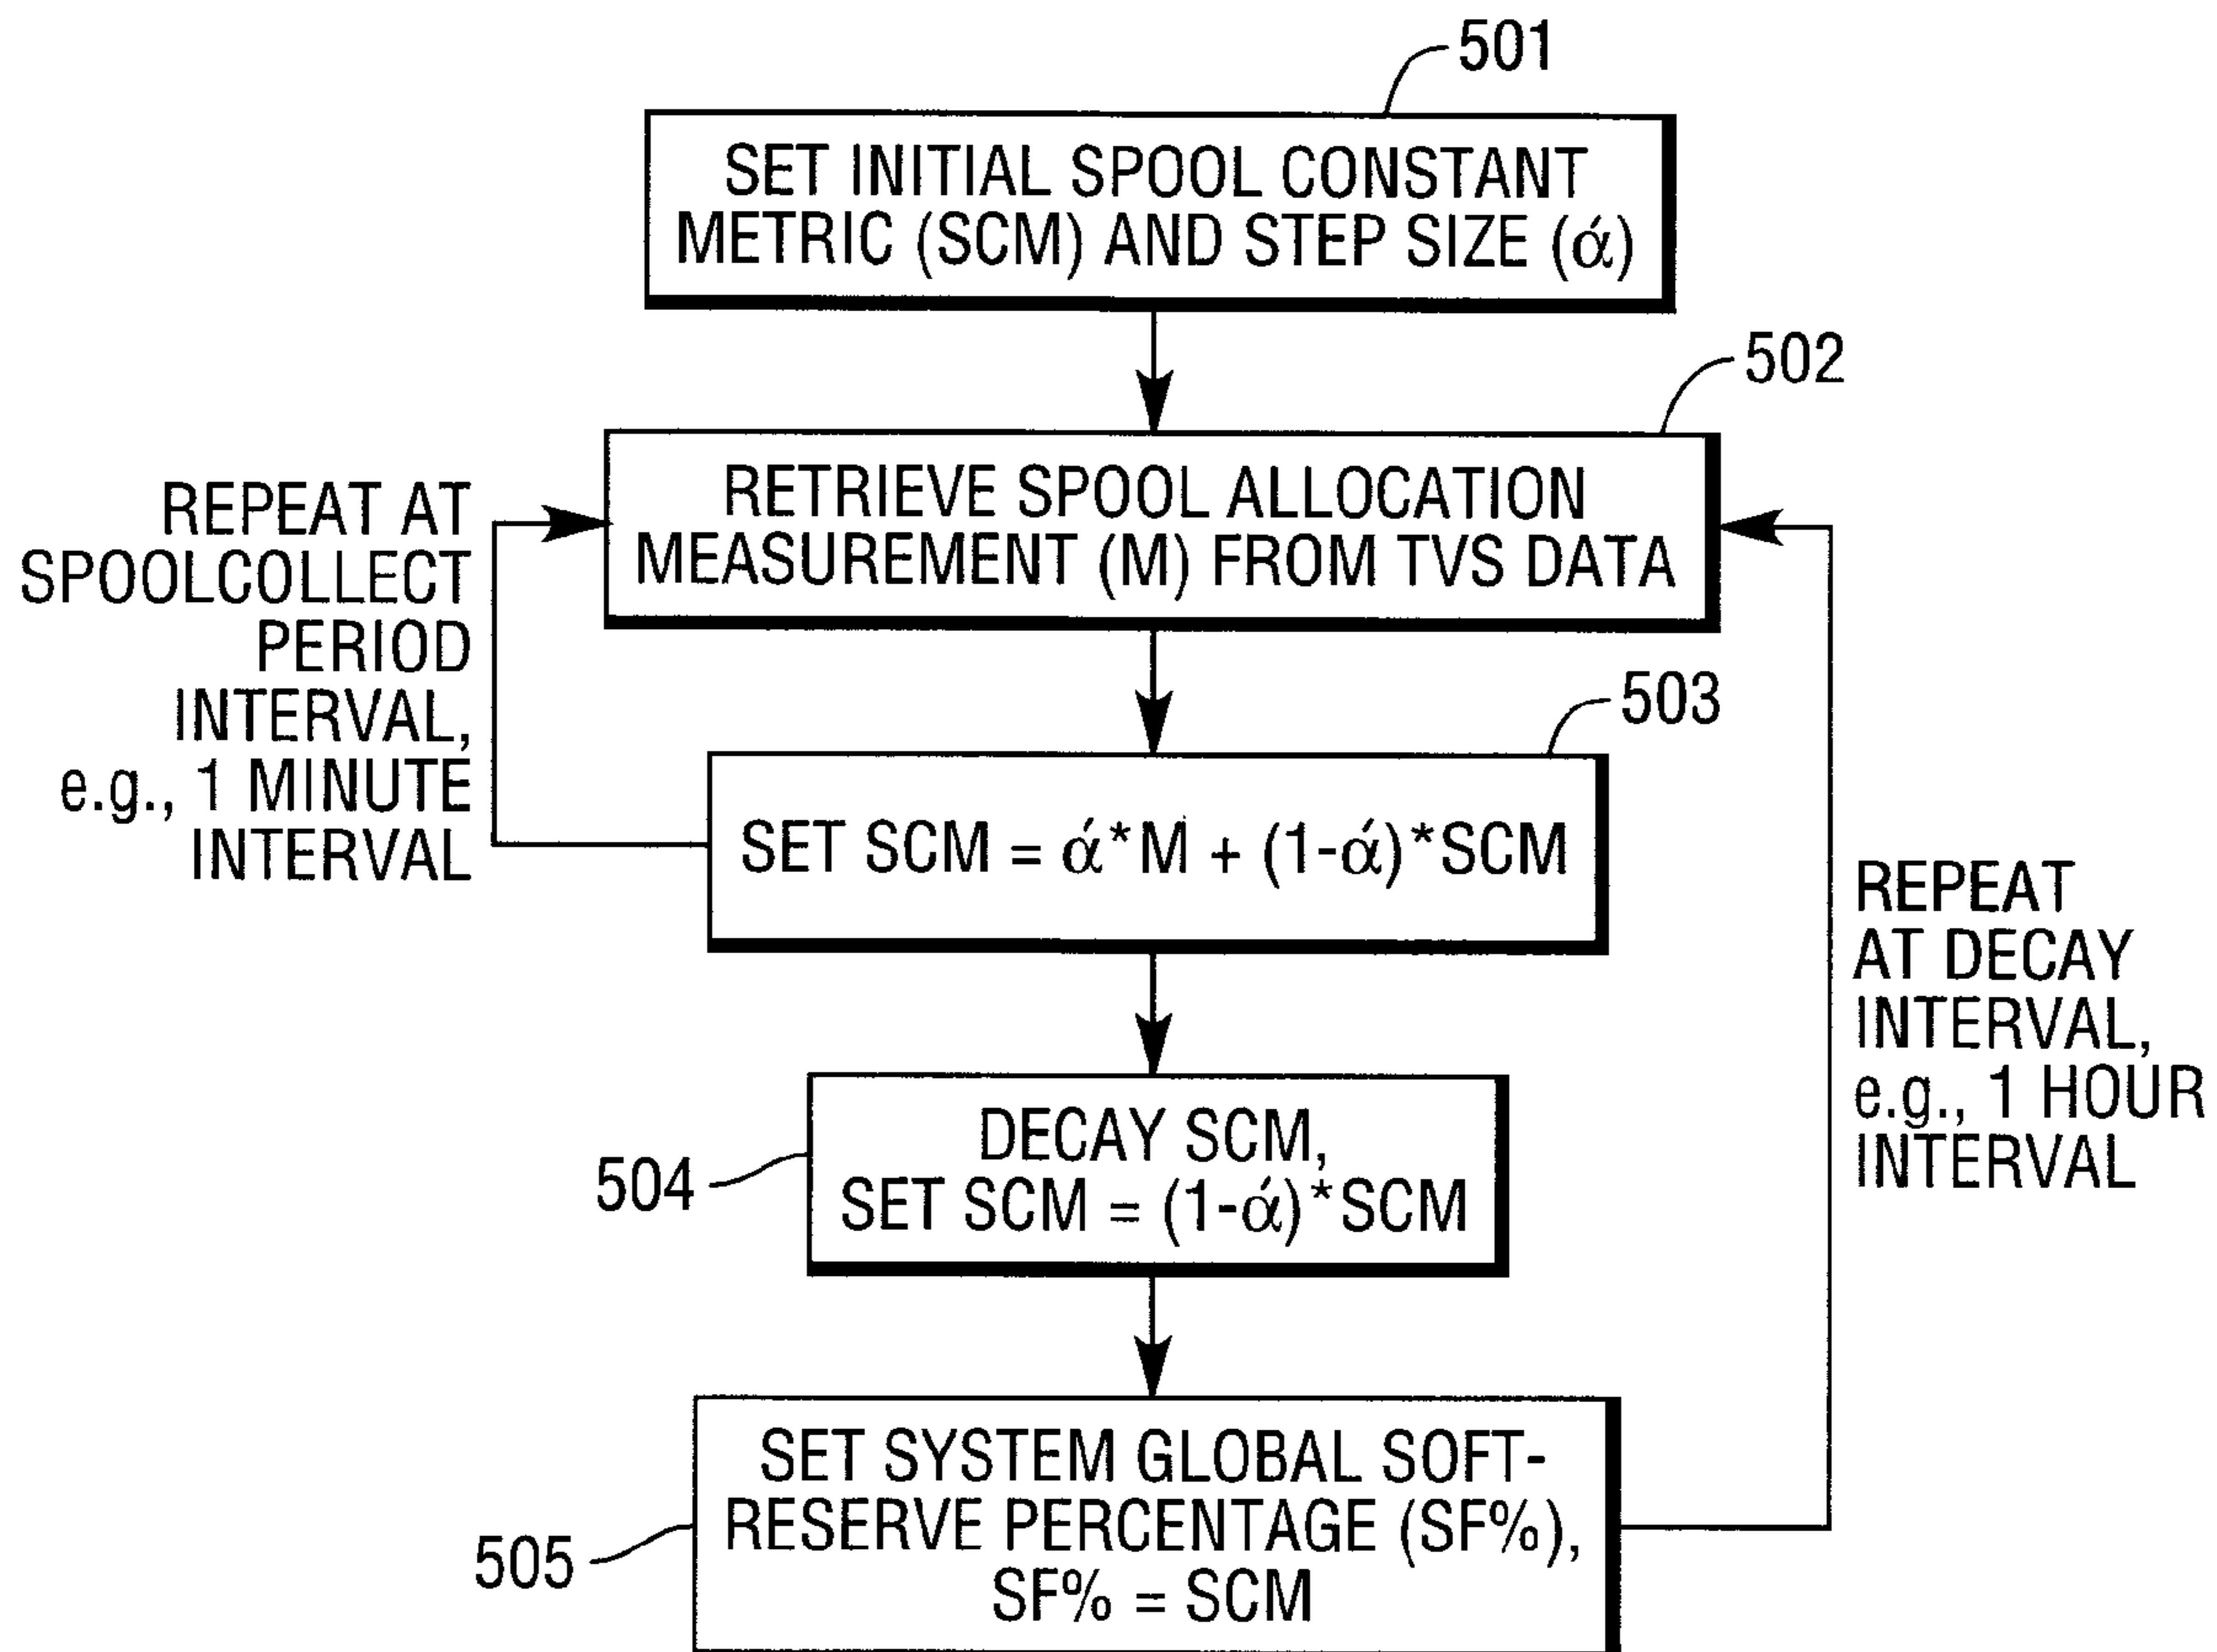 501
SET INITIAL SPOOL CONSTANT
METRIC (SCM) AND STEP SIZE (ά)
502
RETRIEVE SPOOL ALLOCATION
MEASUREMENT (M) FROM TVS DATA
REPEAT AT
SPOOLCOLLECT
PERIOD
INTERVAL,
e.g., 1 MINUTE
INTERVAL
503
SET SCM = ά*M + (1-ά)*SCM
REPEAT
AT DECAY
INTERVAL,
e.g., 1 HOUR
INTERVAL
504
DECAY SCM,
SET SCM = (1-ά)*SCM
505
SET SYSTEM GLOBAL SOFT-
RESERVE PERCENTAGE (SF%),
SF% = SCM